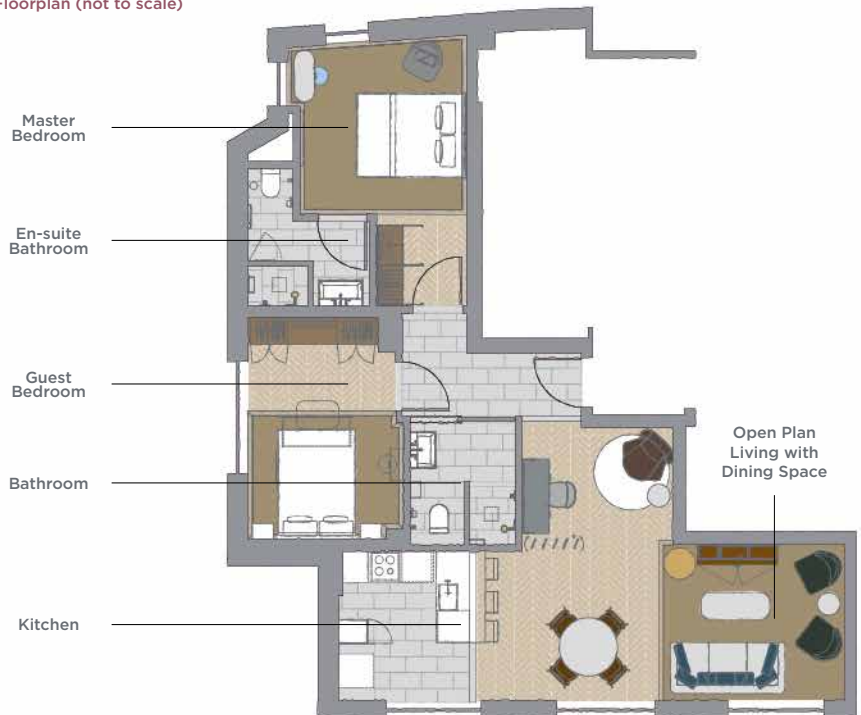 Floorplan (not to scale)
Master
Bedroom
En-suite
Bathroom
Guest
Bedroom
Bathroom
Open Plan
Living with
Dining Space
Kitchen